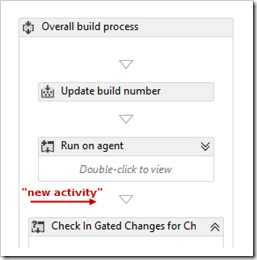 Overall build process
Update build number
Run on agent
Double-click to view
"new activity"
Check In Gated Changes for Ch